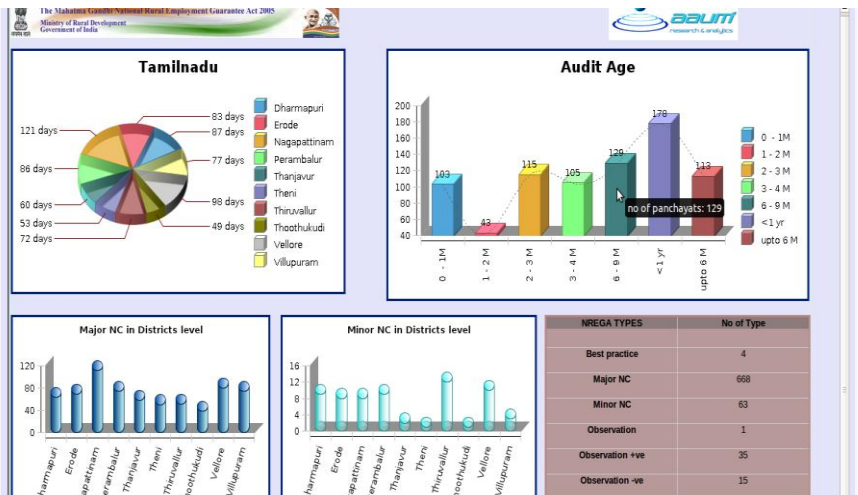 The Mahatma Gandhi National Rural Employment Guarantee Act 2005
Ministry of Rural Development
Government of India
aaum
research & analytics
Tamilnadu
83 days
87 days
77 days
98 days
49 days
121 days
86 days
60 days
53 days
72 days
Dharmapuri
Erode
Nagapattinam
Perambalur
Thanjavur
Theni
Thiruvallur
Thoothukudi
Vellore
Villupuram
Audit Age
200
180
160
140
120
100
80
60
40
103
43
115
105
129
178
113
no of panchayats: 129
0 - 1M
1 - 2 M
2 - 3 M
3 - 4 M
6 - 9 M
<1 yr
upto 6 M
0 - 1M
1 - 2 M
2 - 3 M
3 - 4 M
6 - 9 M
<1 yr
upto 6 M
Major NC in Districts level
120
80
40
0
harmapuri
Erode
apattinam
erambalur
Thanjavur
Theni
Thiruvallur
oothukudi
Vellore
Villupuram
Minor NC in Districts level
16
12
8
4
0
harmapuri
Erode
apattinam
erambalur
Thanjavur
Theni
Thiruvallur
oothukudi
Vellore
Villupuram
NREGA TYPES No of Type
Best practice 4
Major NC 668
Minor NC 63
Observation 1
Observation +ve 35
Observation -ve 15